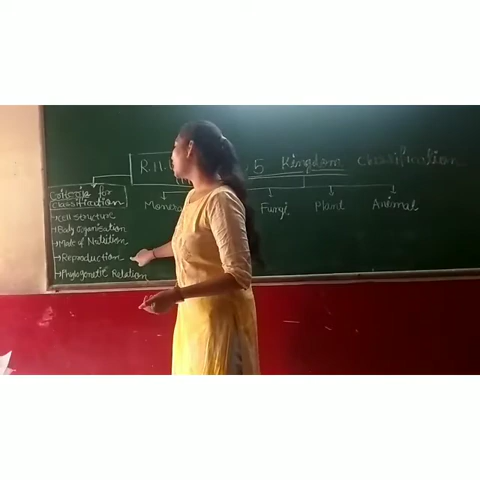 R.H. 5 Kingdom classification
Criteria for
classification
→Cell structure
→Body organisation
→Mode of Nutrition
→Reproduction
→Phylogenetic Relation
Monera Fungi Plant Animal